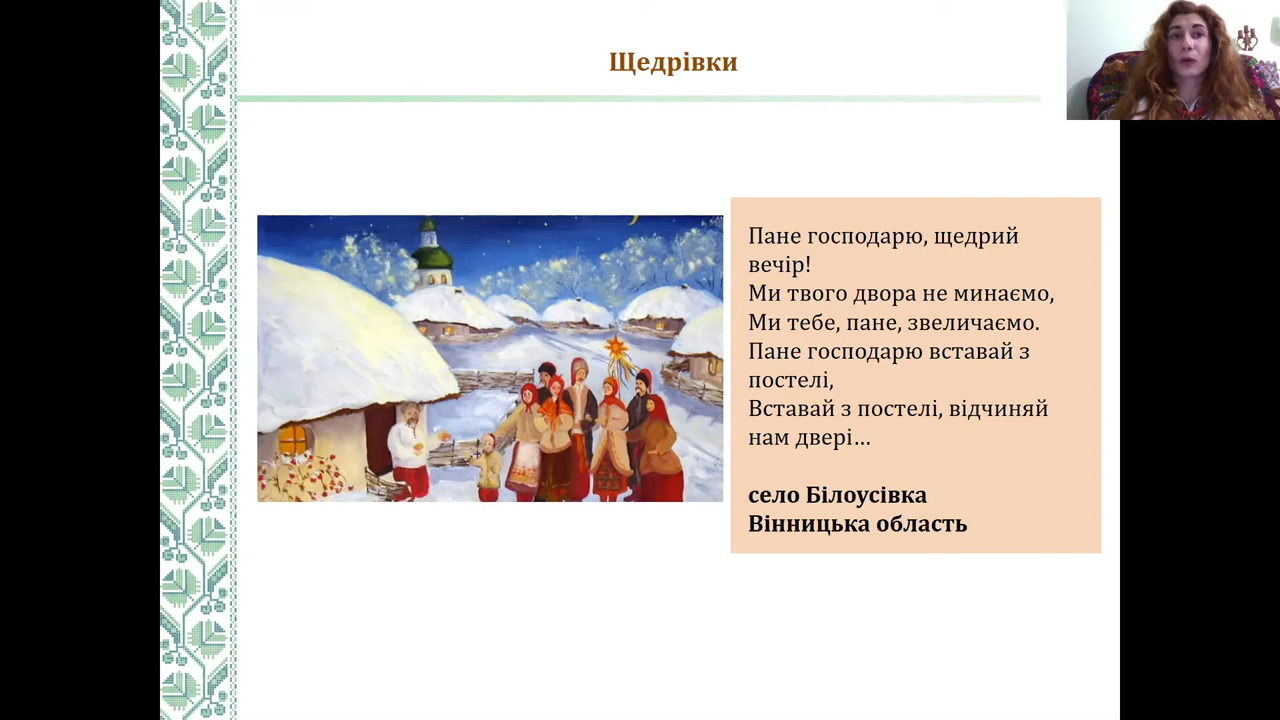 Щедрівки
Пане господарю, щедрий
вечір!
Ми твого двора не минаємо,
Ми тебе, пане, звеличаємо.
Пане господарю вставай з
постелі,
Вставай з постелі, відчиняй
нам двері…
село Білоусівка
Вінницька область